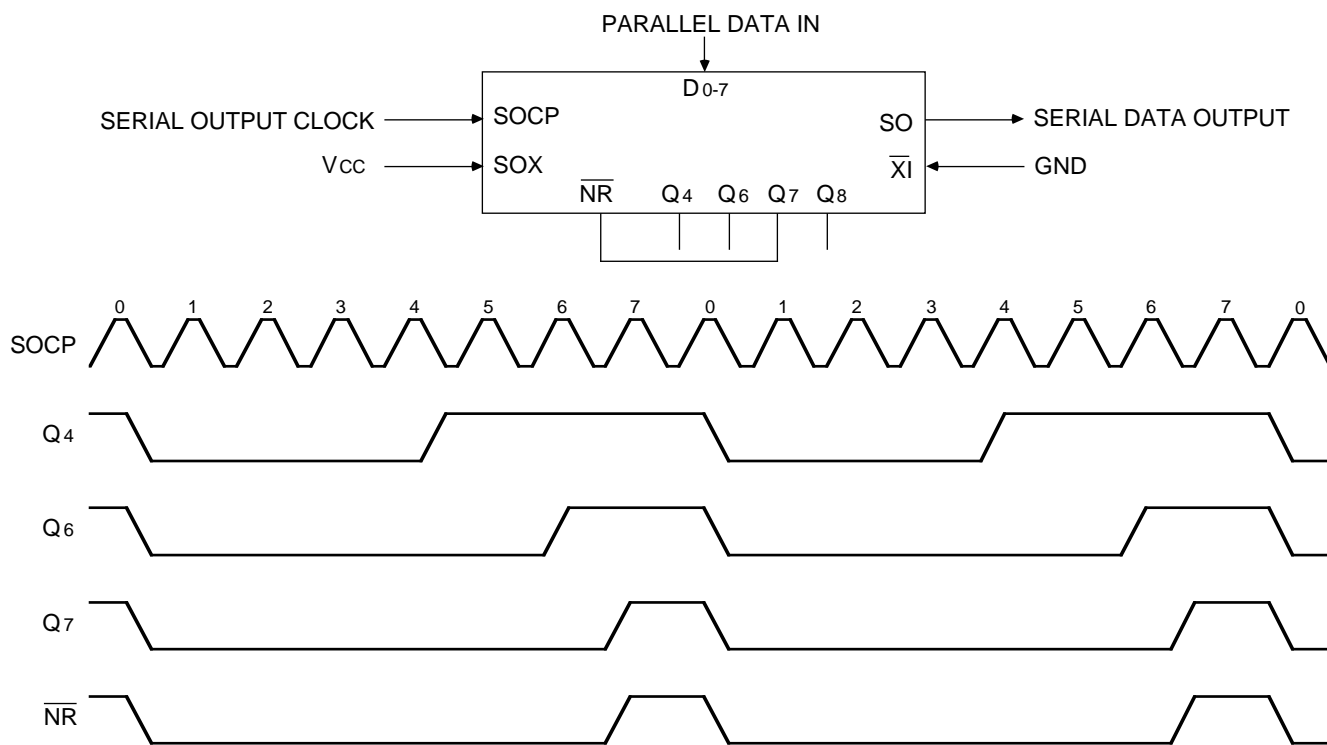 PARALLEL DATA IN
D0-7
SERIAL OUTPUT CLOCK SOCP SO SERIAL DATA OUTPUT
VCC SOX XI GND
NR Q4 Q6 Q7 Q8
0 1 2 3 4 5 6 7 0 1 2 3 4 5 6 7 0
SOCP
Q4
Q6
Q7
NR